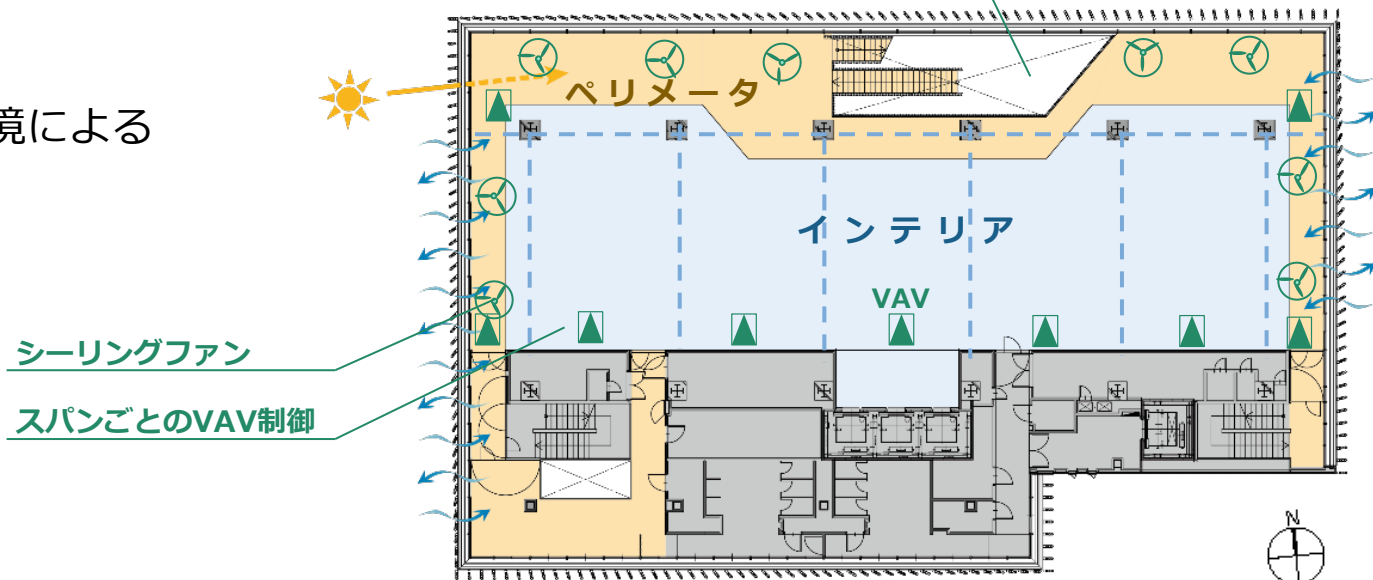 境による
ペリメータ
インテリア
VAV
シーリングファン
スパンごとのVAV制御
N